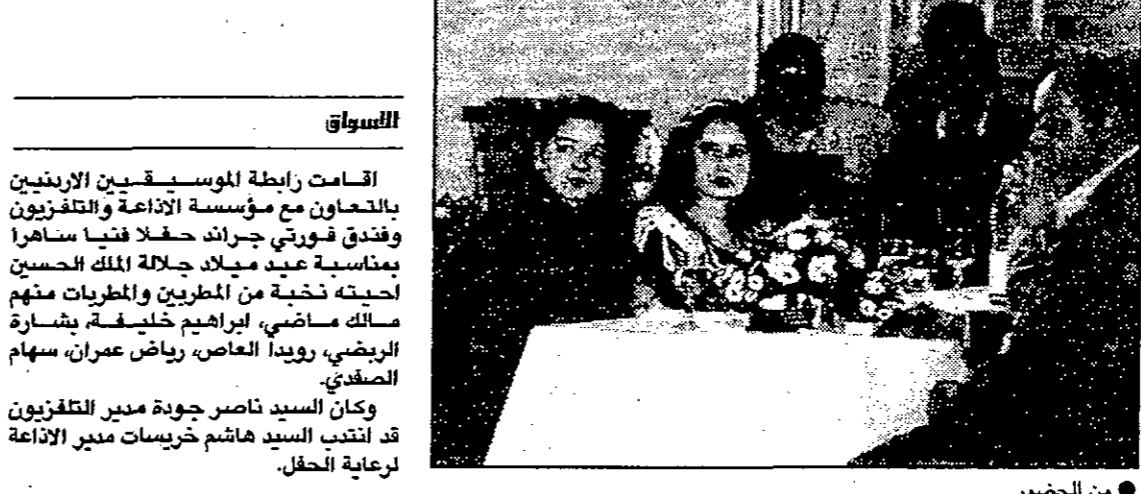 الاسواق
اقامت رابطة الموسيقيين الاردنيين
بالتعاون مع مؤسسة الاذاعة والتلفزيون
وفندق فورتي جراند حفلا فنيا ساهرا
بمناسبة عيد ميلاد جلالة الملك الحسين
احيته نخبة من المطربين والمطربات منهم
مالك ماضي، ابراهيم خليفة، بشارة
الربضي، رويدا العاص، رياض عمران، سهام
الصفدي.
وكان السيد ناصر جودة مدير التلفزيون
قد انتدب السيد هاشم خريسات مدير الاذاعة
لرعاية الحفل.
● من الحضور